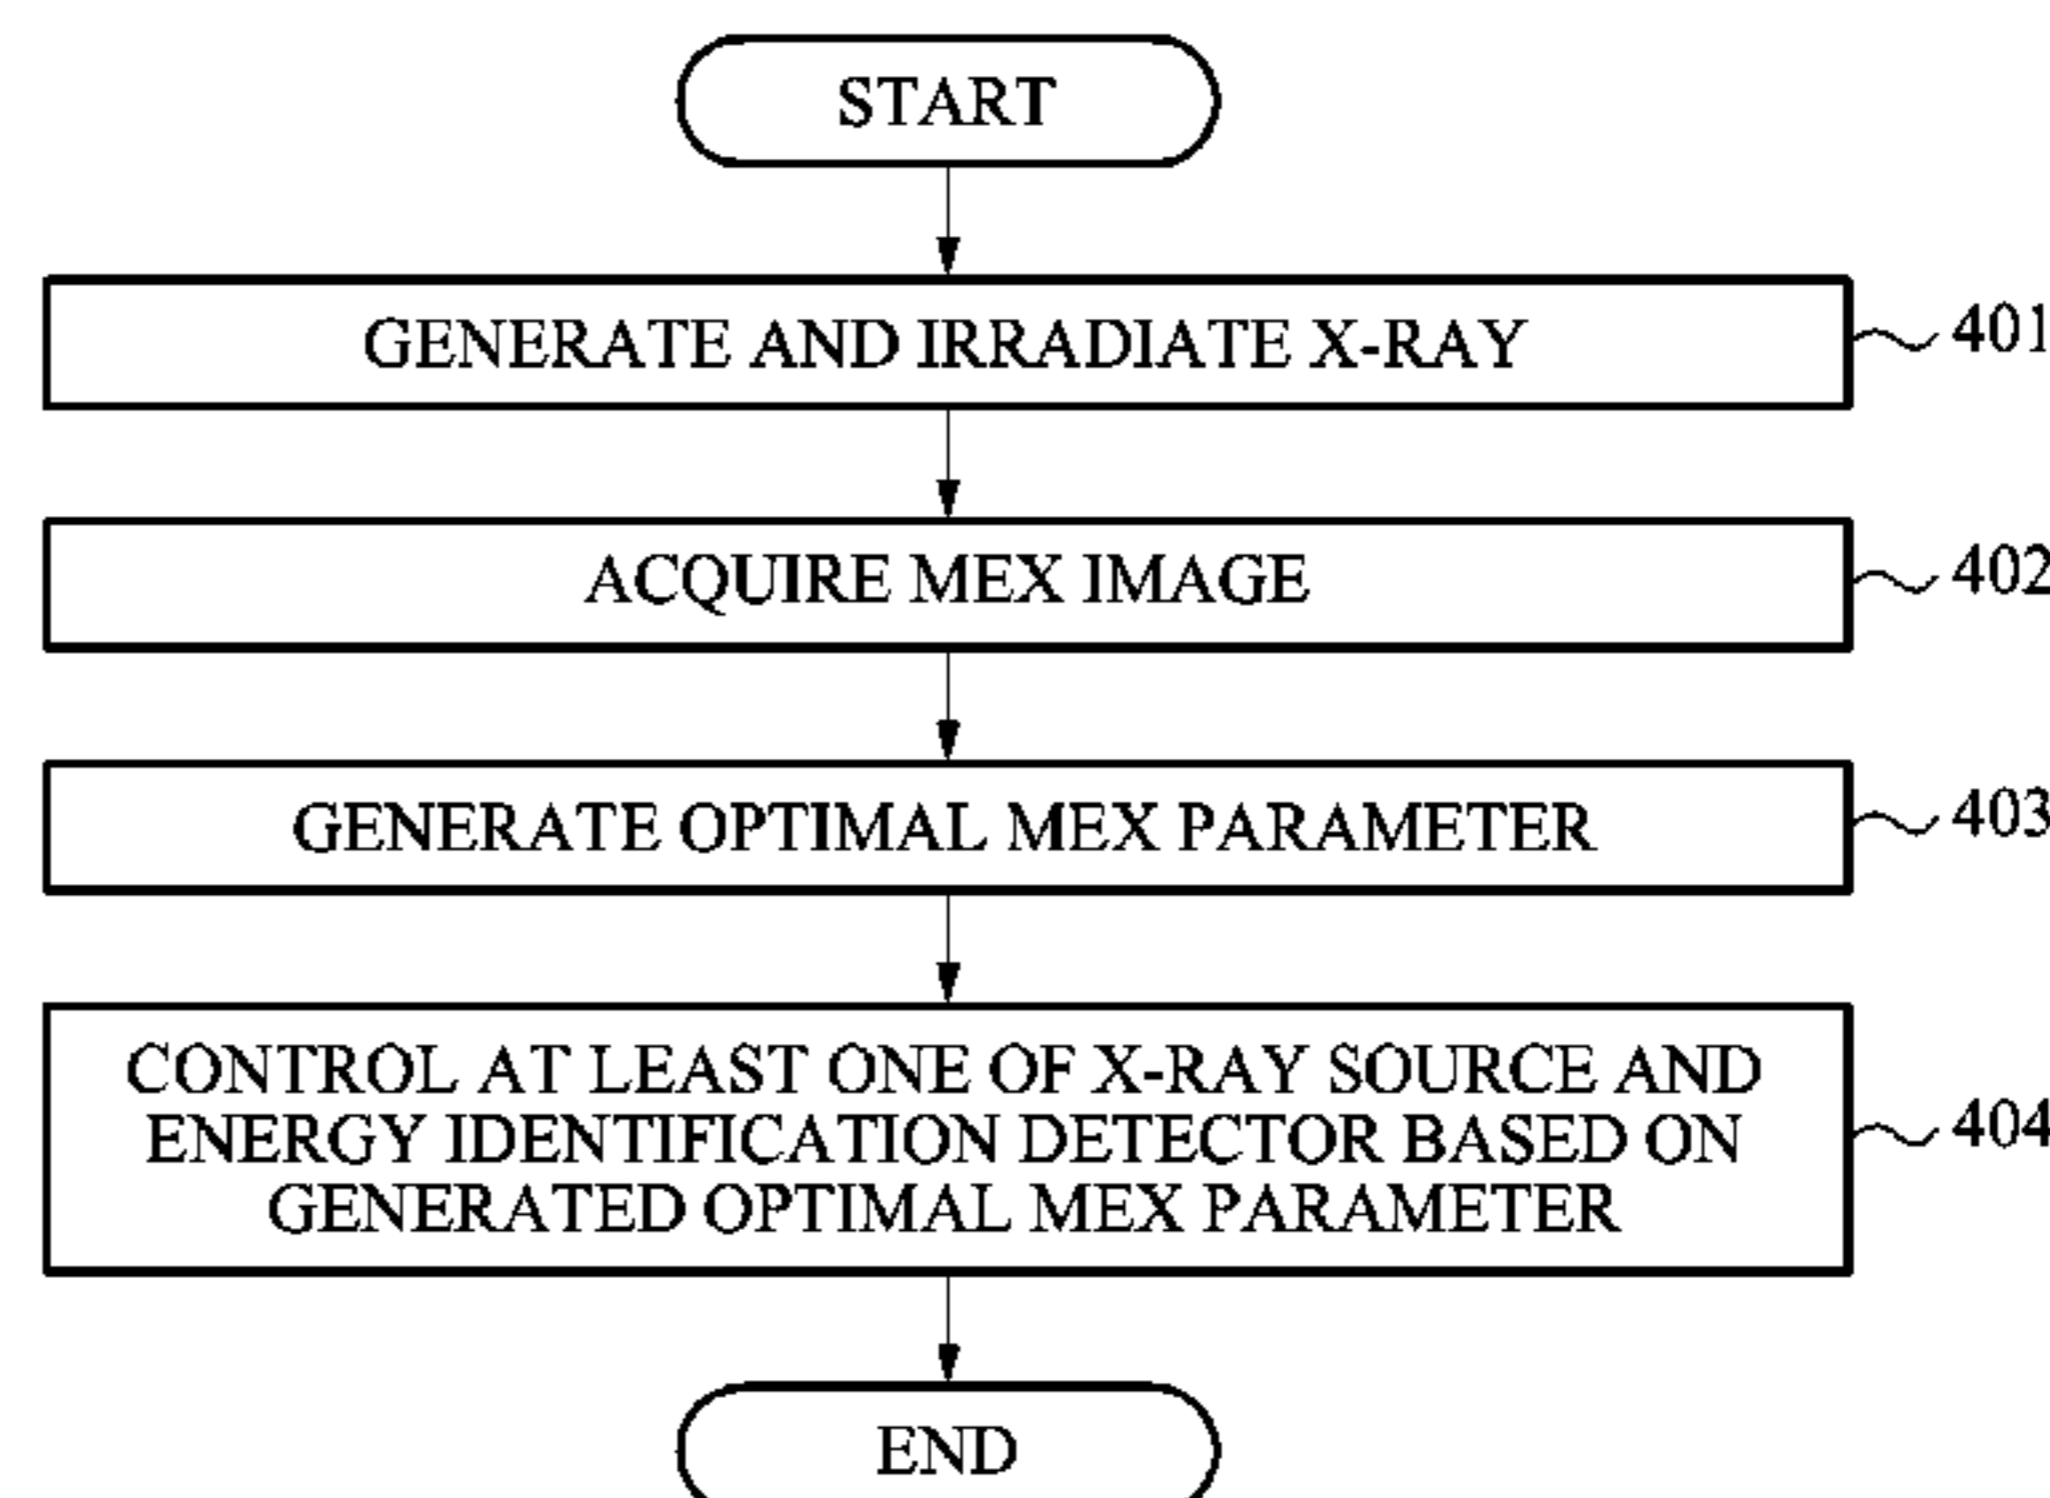 START
GENERATE AND IRRADIATE X-RAY
401
ACQUIRE MEX IMAGE
402
GENERATE OPTIMAL MEX PARAMETER
403
CONTROL AT LEAST ONE OF X-RAY SOURCE AND
ENERGY IDENTIFICATION DETECTOR BASED ON
GENERATED OPTIMAL MEX PARAMETER
404
END